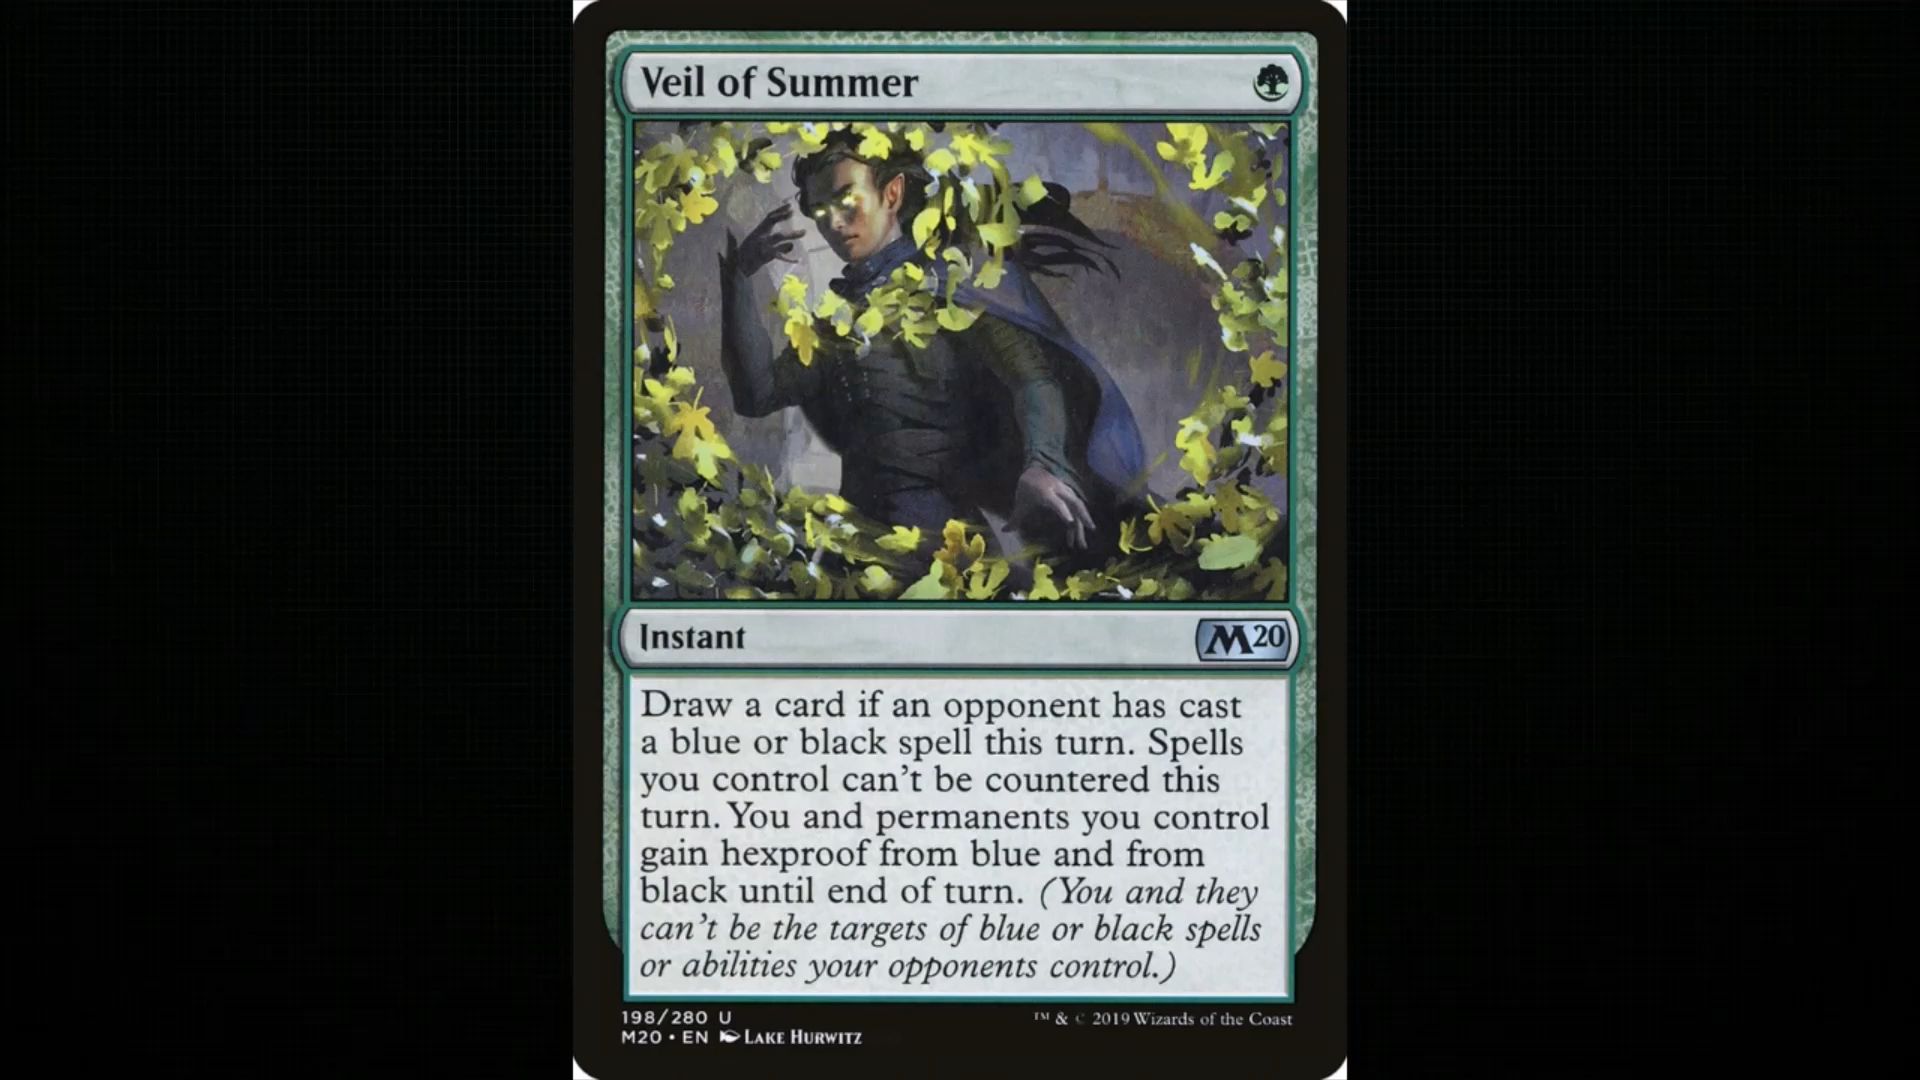 Veil of Summer
Instant
M20
Draw a card if an opponent has cast
a blue or black spell this turn. Spells
you control can't be countered this
turn. You and permanents you control
gain hexproof from blue and from
black until end of turn. (You and they
can't be the targets of blue or black spells
or abilities your opponents control.)
198/280 U
M20 • EN LAKE HURWITZ
™ & © 2019 Wizards of the Coast